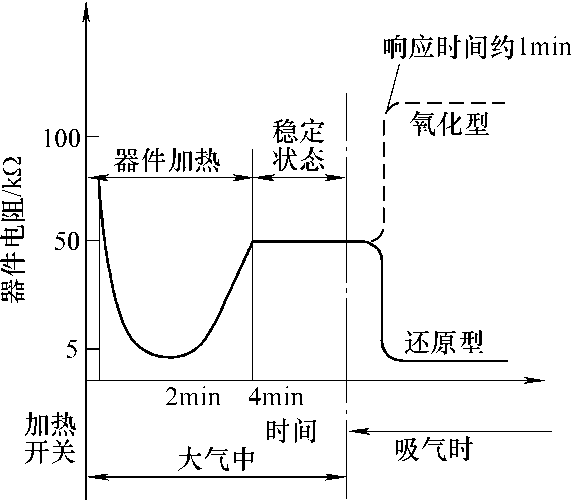 响应时间约1min
氧化型
稳定
状态
器件加热
100
50
5
器件电阻/kΩ
还原型
2min
4min
时间
加热
开关
大气中
吸气时